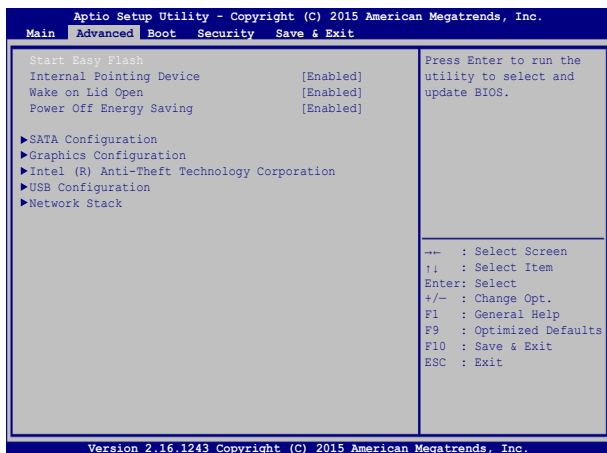 Aptio Setup Utility - Copyright (C) 2015 American Megatrends, Inc.
Main Advanced Boot Security Save & Exit
Start Easy Flash
Internal Pointing Device [Enabled]
Wake on Lid Open [Enabled]
Power Off Energy Saving [Enabled]
▶SATA Configuration
▶Graphics Configuration
▶Intel (R) Anti-Theft Technology Corporation
▶USB Configuration
▶Network Stack
Press Enter to run the
utility to select and
update BIOS.
→← : Select Screen
↑↓ : Select Item
Enter: Select
+/— : Change Opt.
F1 : General Help
F9 : Optimized Defaults
F10 : Save & Exit
ESC : Exit
Version 2.16.1243 Copyright (C) 2015 American Megatrends, Inc.